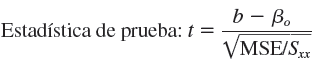 Estadística de prueba: t = (b − β₀) / √(MSE/Sₓₓ)